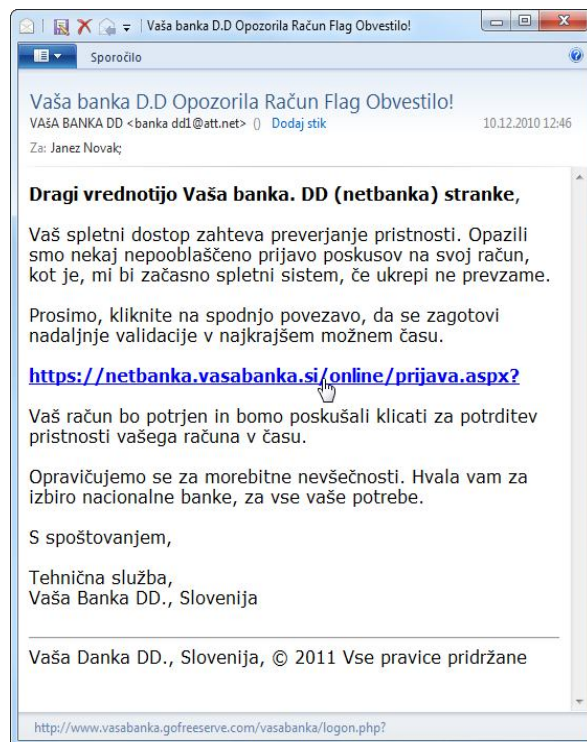 Vaša banka D.D Opozorila Račun Flag Obvestilo!
Sporočilo
Vaša banka D.D Opozorila Račun Flag Obvestilo!
VAšA BANKA DD <banka dd1@att.net> () Dodaj stik 10.12.2010 12:46
Za: Janez Novak;
Dragi vrednotijo Vaša banka. DD (netbanka) stranke,
Vaš spletni dostop zahteva preverjanje pristnosti. Opazili
smo nekaj nepooblaščeno prijavo poskusov na svoj račun,
kot je, mi bi začasno spletni sistem, če ukrepi ne prevzame.
Prosimo, kliknite na spodnjo povezavo, da se zagotovi
nadaljnje validacije v najkrajšem možnem času.
https://netbanka.vasabanka.si/online/prijava.aspx?
Vaš račun bo potrjen in bomo poskušali klicati za potrditev
pristnosti vašega računa v času.
Opravičujemo se za morebitne nevšečnosti. Hvala vam za
izbiro nacionalne banke, za vse vaše potrebe.
S spoštovanjem,
Tehnična služba,
Vaša Banka DD., Slovenija
Vaša Danka DD., Slovenija, © 2011 Vse pravice pridržane
http://www.vasabanka.gofreeserve.com/vasabanka/logon.php?